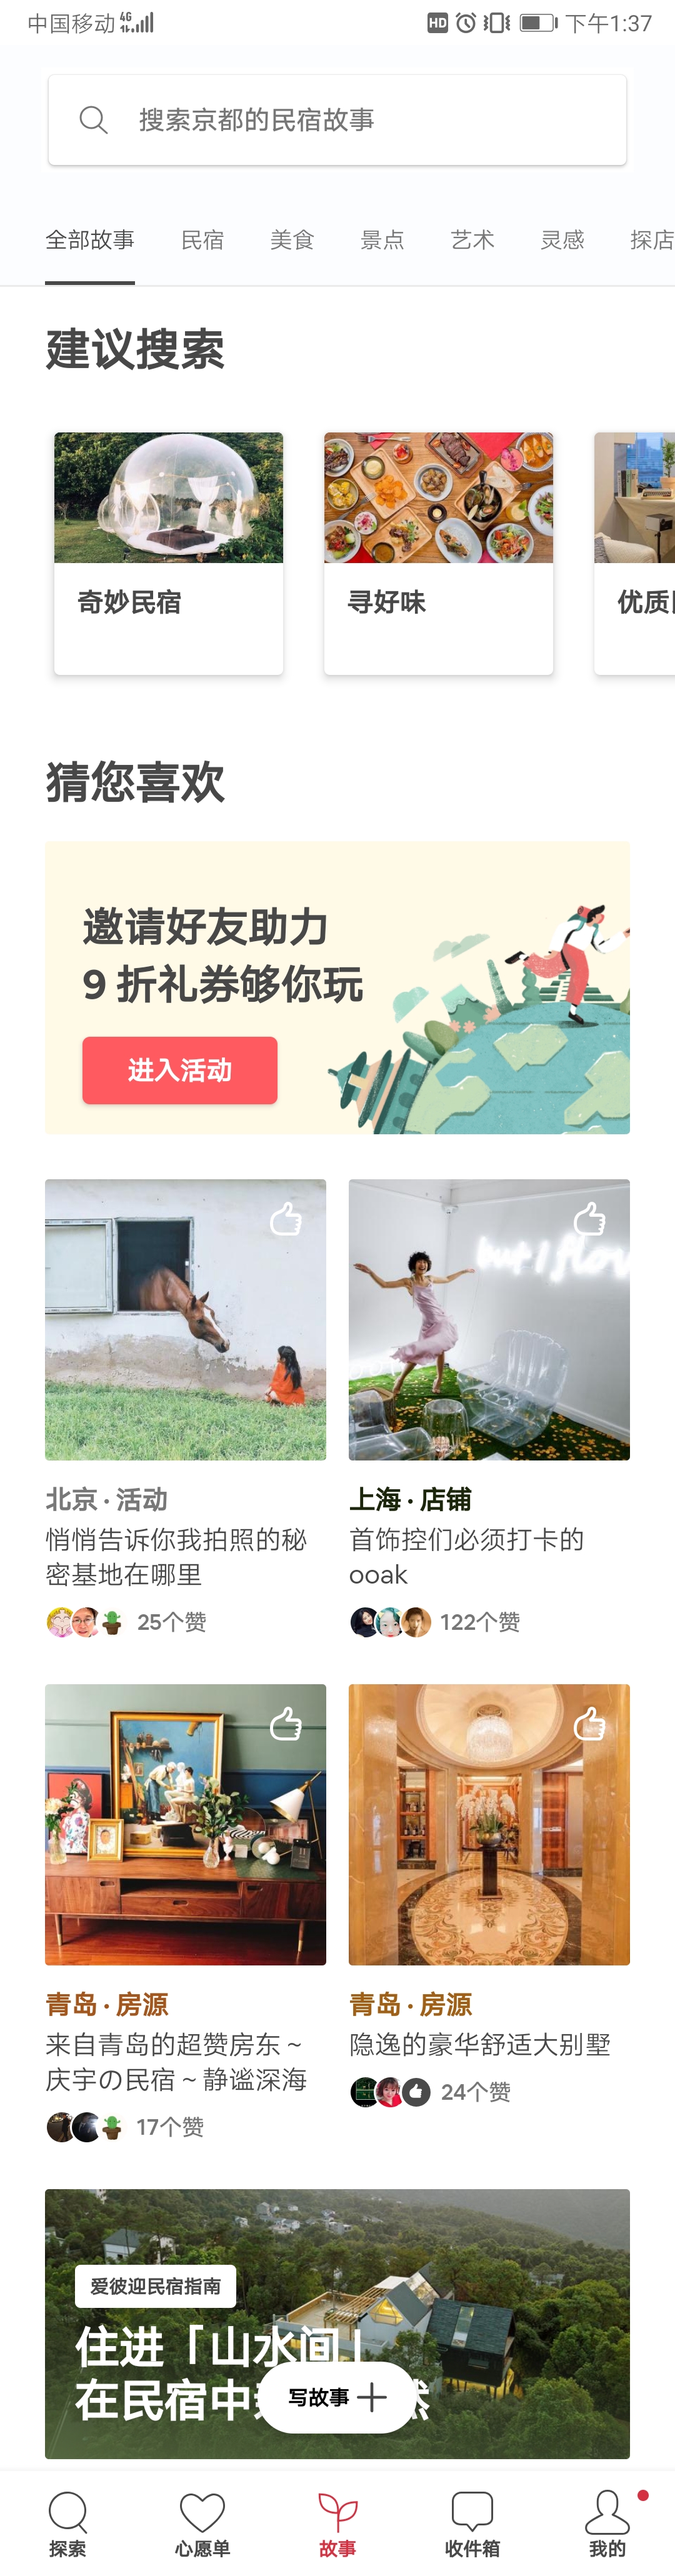 中国移动 4G HD 下午1:37
搜索京都的民宿故事
全部故事 民宿 美食 景点 艺术 灵感 探店
建议搜索
奇妙民宿 寻好味 优质
猜您喜欢
邀请好友助力
9 折礼券够你玩
进入活动
but I lov
北京 · 活动
悄悄告诉你我拍照的秘
密基地在哪里
25个赞
上海 · 店铺
首饰控们必须打卡的
ooak
122个赞
青岛 · 房源
来自青岛的超赞房东 ~
庆宇の民宿 ~ 静谧深海
17个赞
青岛 · 房源
隐逸的豪华舒适大别墅
24个赞
爱彼迎民宿指南
住进「山水间」
在民宿中
写故事
探索 心愿单 故事 收件箱 我的